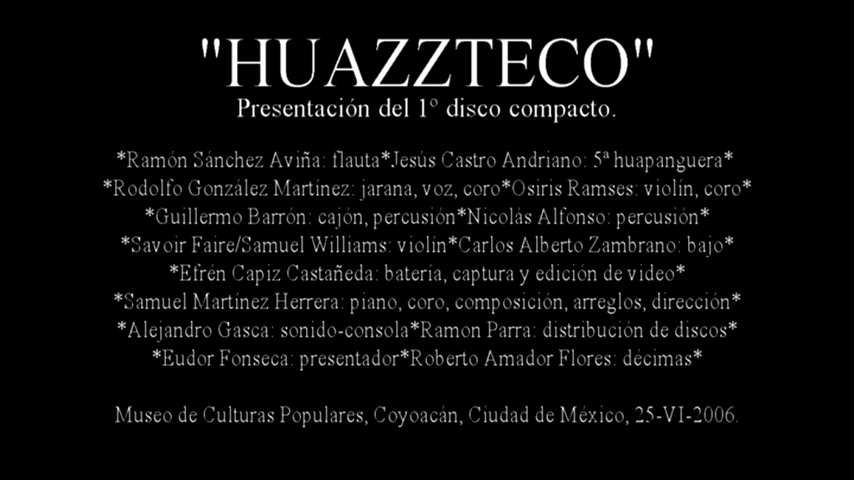 "HUAZZTECO"
Presentación del 1º disco compacto.
*Ramón Sánchez Aviña: flauta*Jesús Castro Andriano: 5ª huapanguera*
*Rodolfo González Martínez: jarana, voz, coro*Osiris Ramses: violín, coro*
*Guillermo Barrón: cajón, percusión*Nicolás Alfonso: percusión*
*Savoir Faire/Samuel Williams: violín*Carlos Alberto Zambrano: bajo*
*Efrén Capiz Castañeda: batería, captura y edición de video*
*Samuel Martínez Herrera: piano, coro, composición, arreglos, dirección*
*Alejandro Gasca: sonido-consola*Ramon Parra: distribución de discos*
*Eudor Fonseca: presentador*Roberto Amador Flores: décimas*
Museo de Culturas Populares, Coyoacán, Ciudad de México, 25-VI-2006.